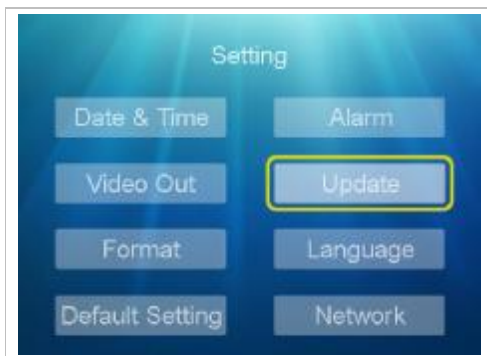 Setting
Date & Time
Alarm
Video Out
Update
Format
Language
Default Setting
Network